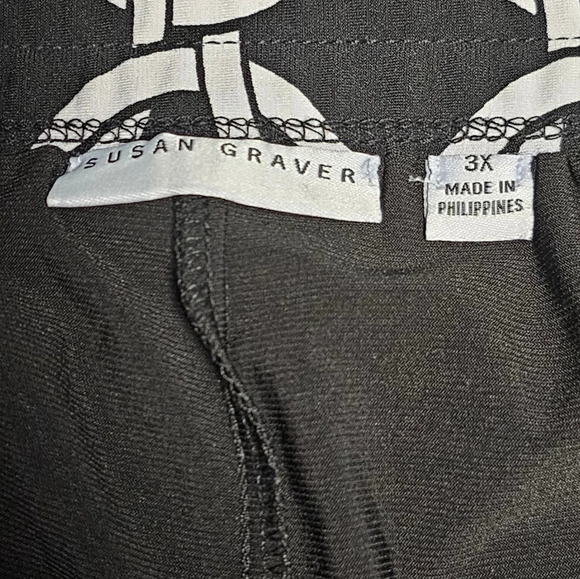 SUSAN GRAVER
3X
MADE IN
PHILIPPINES